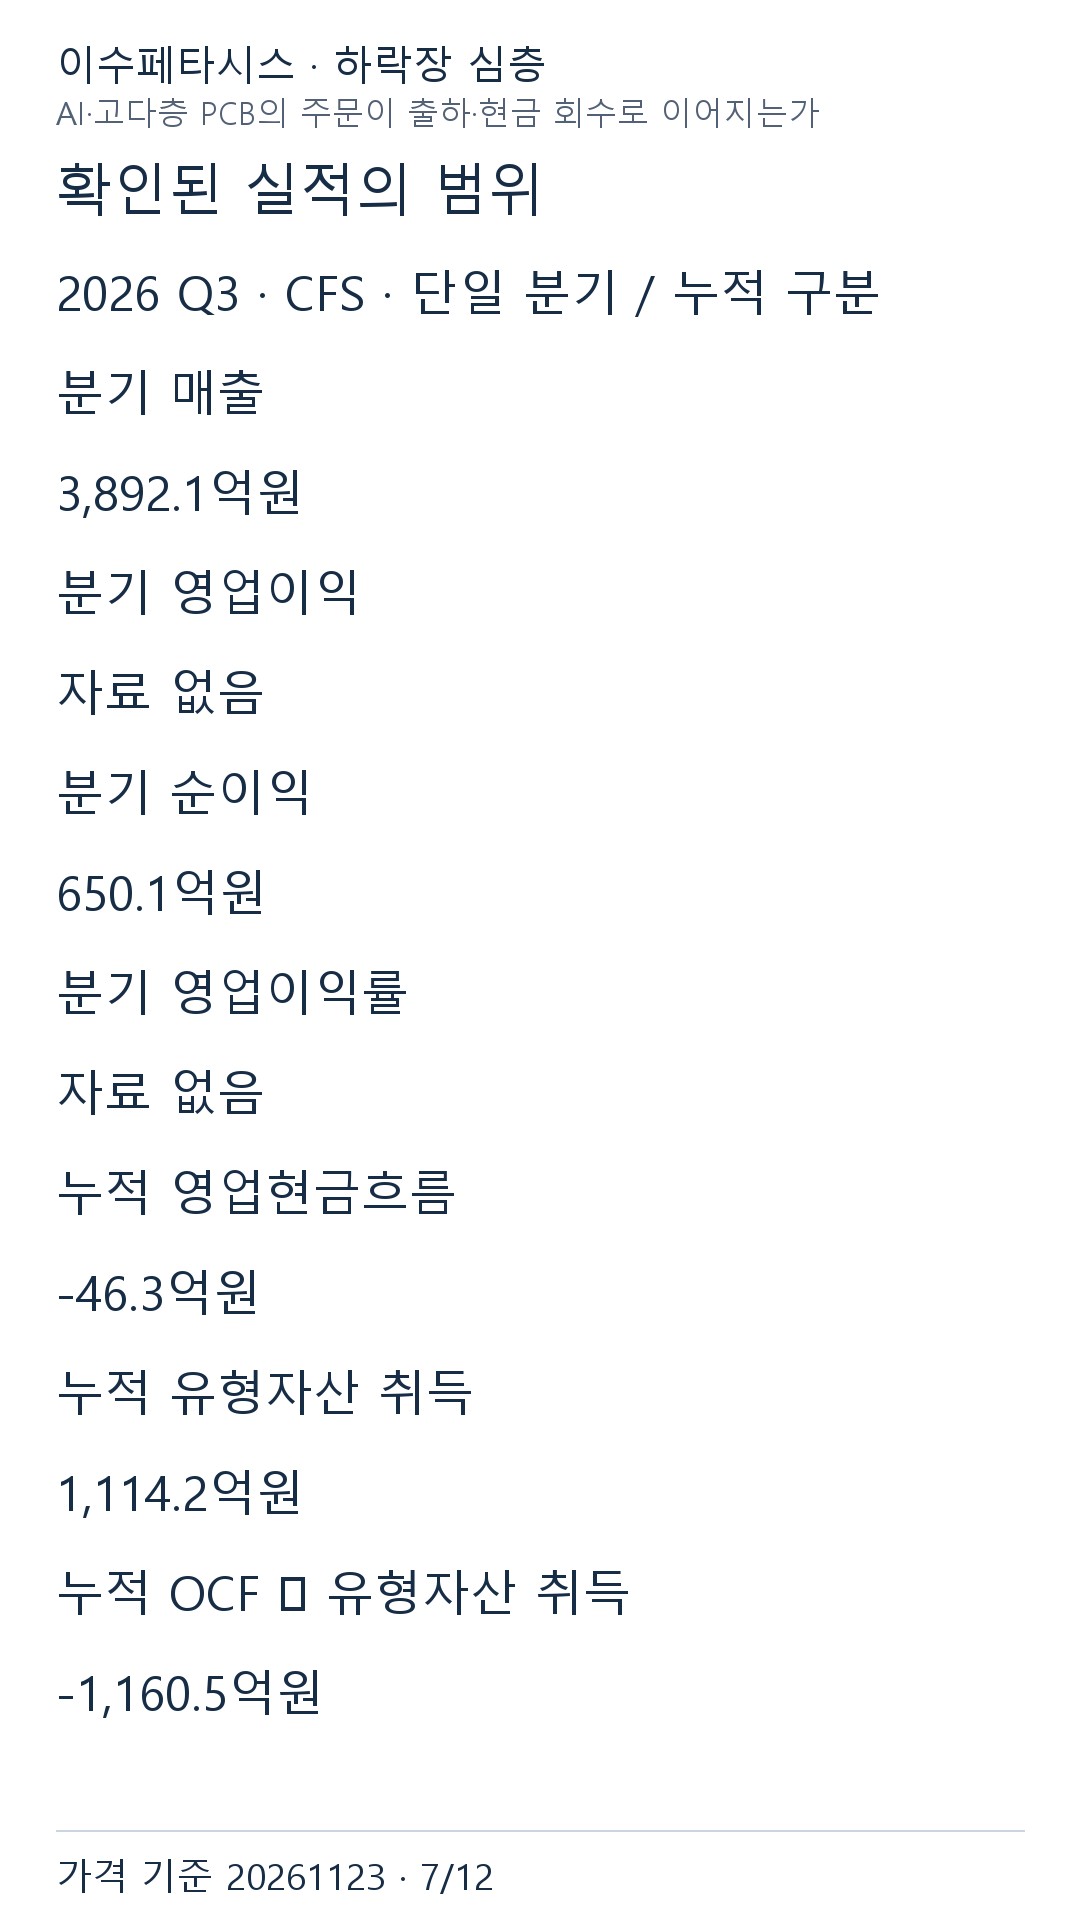 이수페타시스 · 하락장 심층
AI·고다층 PCB의 주문이 출하·현금 회수로 이어지는가
확인된 실적의 범위
2026 Q3 · CFS · 단일 분기 / 누적 구분
분기 매출
3,892.1억원
분기 영업이익
자료 없음
분기 순이익
650.1억원
분기 영업이익률
자료 없음
누적 영업현금흐름
-46.3억원
누적 유형자산 취득
1,114.2억원
누적 OCF □ 유형자산 취득
-1,160.5억원
가격 기준 20261123 · 7/12